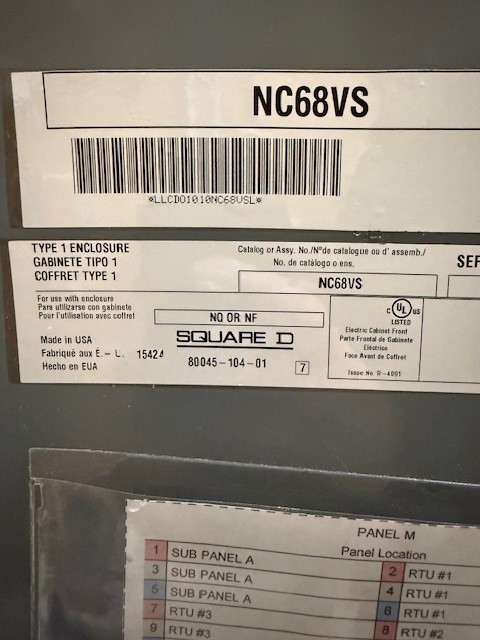 NC68VS
*LLCD01010NC68VSL*
TYPE 1 ENCLOSURE
GABINETE TIPO 1
COFFRET TYPE 1
Catalog or Assy. No./Nºde catalogue ou d' assemb./
No. de catálogo o ens.
SER
NC68VS
For use with enclosure
Para utilizarse con gabinete
Pour l'utilisation avec coffret
NQ OR NF
Made in USA
Fabriqué aux É.- U.
Hecho en EUA
SQUARE D
80045-104-01
7
C UL US
LISTED
Electric Cabinet Front
Parte Frontal de Gabinete
Eléctrico
Face Avant de Coffret
Issue No. R-4091
PANEL M
Panel Location
1 SUB PANEL A
2 RTU #1
3 SUB PANEL A
4 RTU #1
5 SUB PANEL A
6 RTU #1
7 RTU #3
8 RTU #2
9 RTU #3